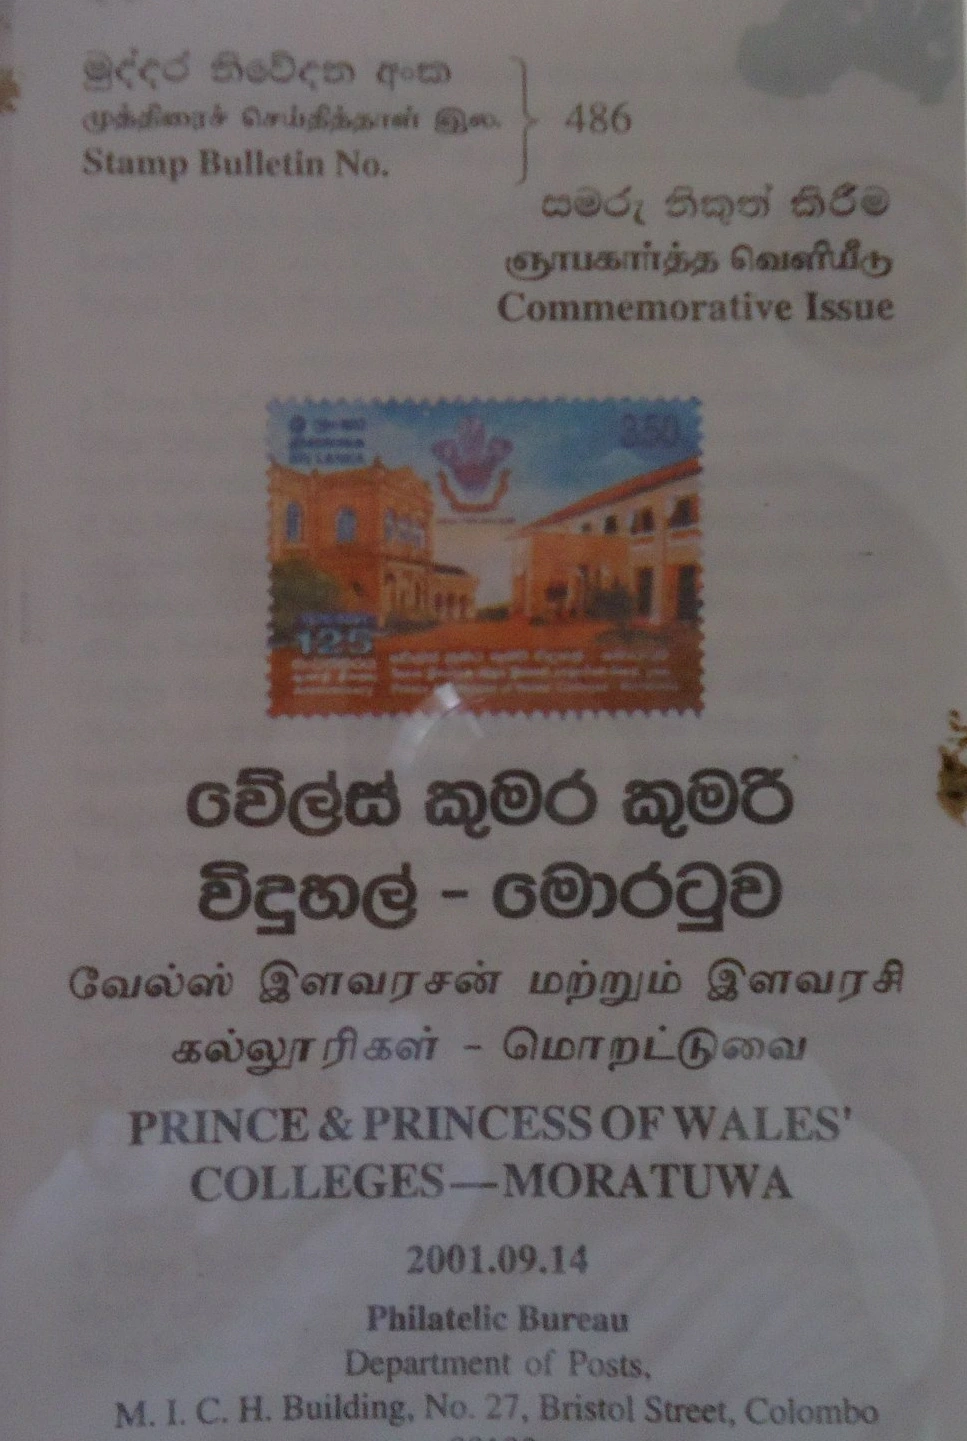 මුද්දර නිවේදන අංක
முத்திரைச் செய்தித்தாள் இல.
Stamp Bulletin No.
486
සමරු නිකුත් කිරීම
ஞாபகார்த்த வெளியீடு
Commemorative Issue
SRI LANKA
3.50
125
Anniversary
වේල්ස් කුමර කුමරි
විදුහල් - මොරටුව
வேல்ஸ் இளவரசன் மற்றும் இளவரசி
கல்லூரிகள் - மொறட்டுவை
PRINCE & PRINCESS OF WALES'
COLLEGES—MORATUWA
2001.09.14
Philatelic Bureau
Department of Posts,
M. I. C. H. Building, No. 27, Bristol Street, Colombo